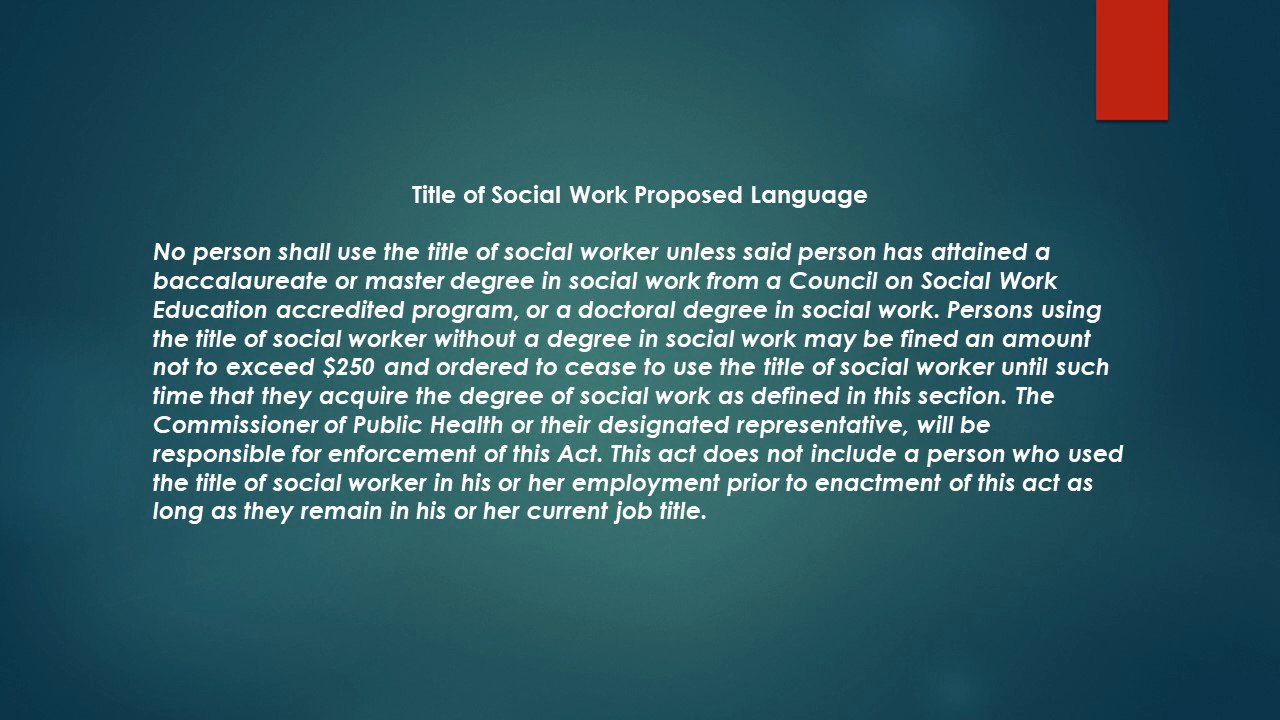 Title of Social Work Proposed Language
No person shall use the title of social worker unless said person has attained a
baccalaureate or master degree in social work from a Council on Social Work
Education accredited program, or a doctoral degree in social work. Persons using
the title of social worker without a degree in social work may be fined an amount
not to exceed $250 and ordered to cease to use the title of social worker until such
time that they acquire the degree of social work as defined in this section. The
Commissioner of Public Health or their designated representative, will be
responsible for enforcement of this Act. This act does not include a person who used
the title of social worker in his or her employment prior to enactment of this act as
long as they remain in his or her current job title.